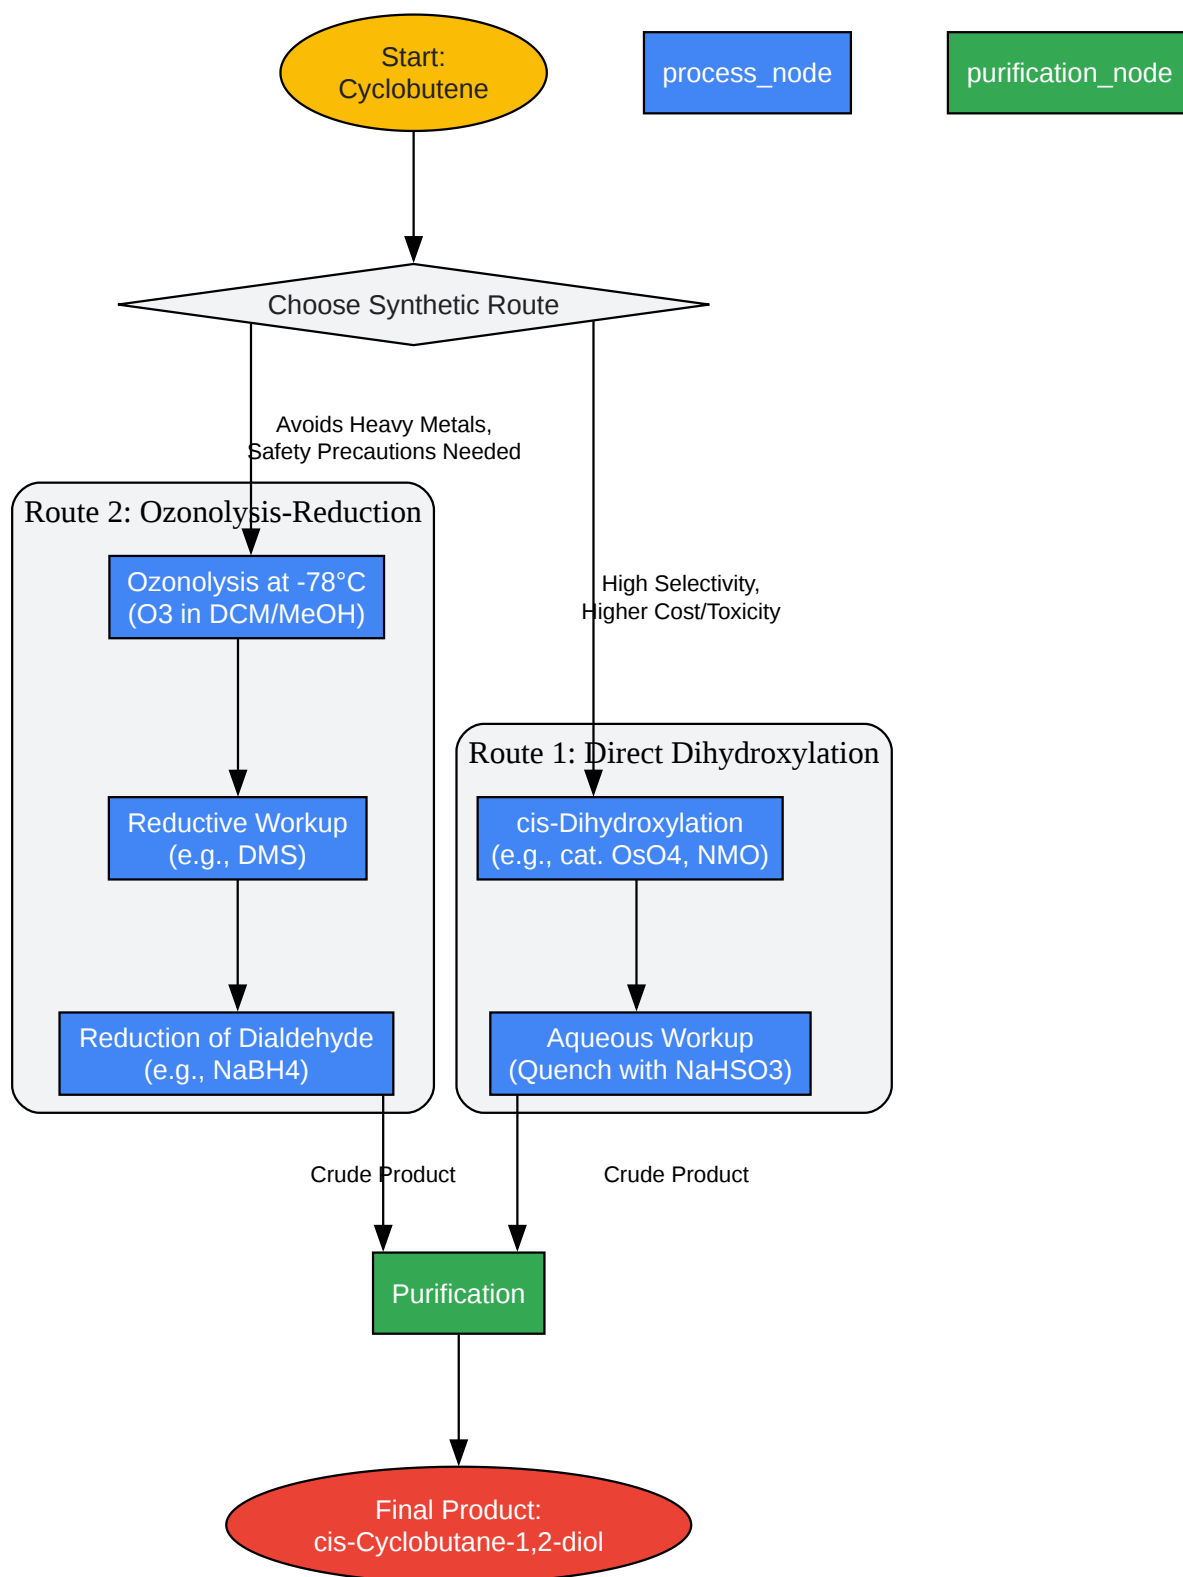 Start:
Cyclobutene
process_node
purification_node
Choose Synthetic Route
Avoids Heavy Metals,
Safety Precautions Needed
Route 2: Ozonolysis-Reduction
Ozonolysis at -78°C
(O3 in DCM/MeOH)
High Selectivity,
Higher Cost/Toxicity
Route 1: Direct Dihydroxylation
Reductive Workup
(e.g., DMS)
cis-Dihydroxylation
(e.g., cat. OsO4, NMO)
Reduction of Dialdehyde
(e.g., NaBH4)
Aqueous Workup
(Quench with NaHSO3)
Crude Product
Crude Product
Purification
Final Product:
cis-Cyclobutane-1,2-diol